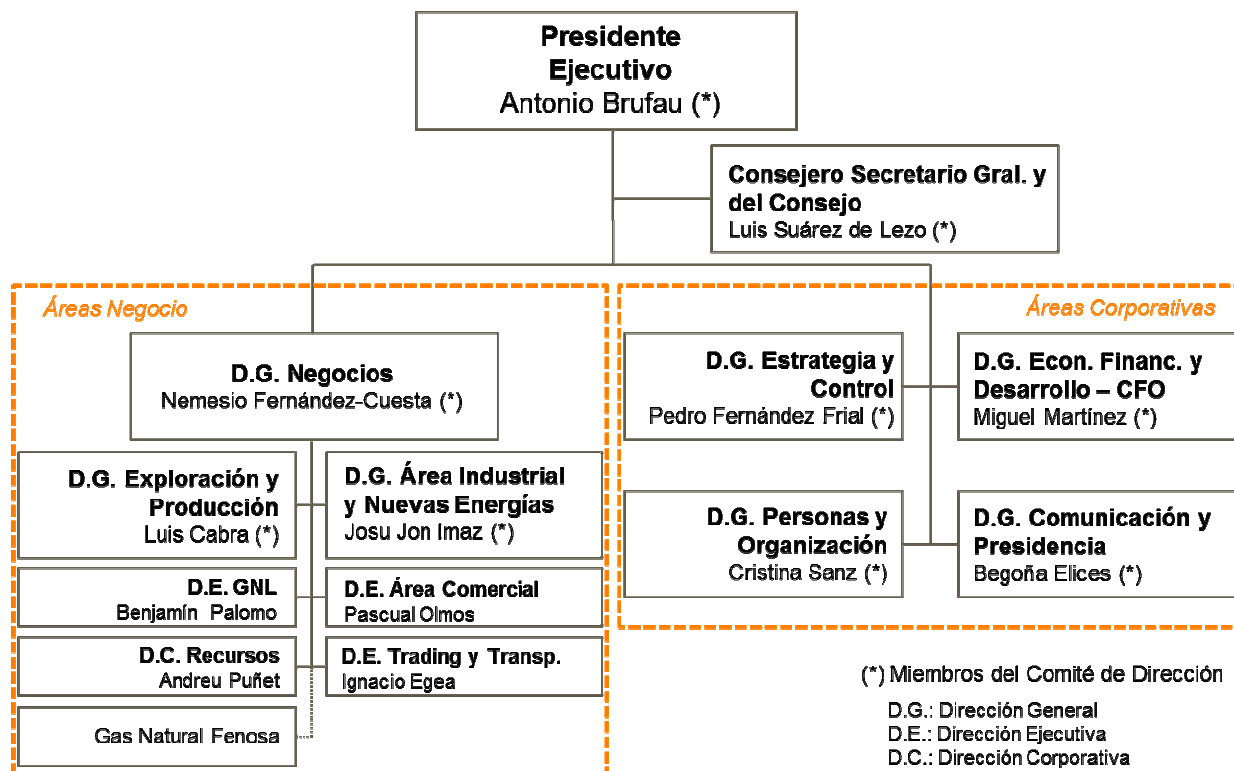 Presidente
Ejecutivo
Antonio Brufau (*)
Consejero Secretario Gral. y
del Consejo
Luis Suárez de Lezo (*)
Áreas Negocio
D.G. Negocios
Nemesio Fernández-Cuesta (*)
D.G. Exploración y
Producción
Luis Cabra (*)
D.G. Área Industrial
y Nuevas Energías
Josu Jon Imaz (*)
D.E. GNL
Benjamín Palomo
D.E. Área Comercial
Pascual Olmos
D.C. Recursos
Andreu Puñet
D.E. Trading y Transp.
Ignacio Egea
Gas Natural Fenosa
Áreas Corporativas
D.G. Estrategia y
Control
Pedro Fernández Frial (*)
D.G. Econ. Financ. y
Desarrollo – CFO
Miguel Martínez (*)
D.G. Personas y
Organización
Cristina Sanz (*)
D.G. Comunicación y
Presidencia
Begoña Elices (*)
(*) Miembros del Comité de Dirección
D.G.: Dirección General
D.E.: Dirección Ejecutiva
D.C.: Dirección Corporativa